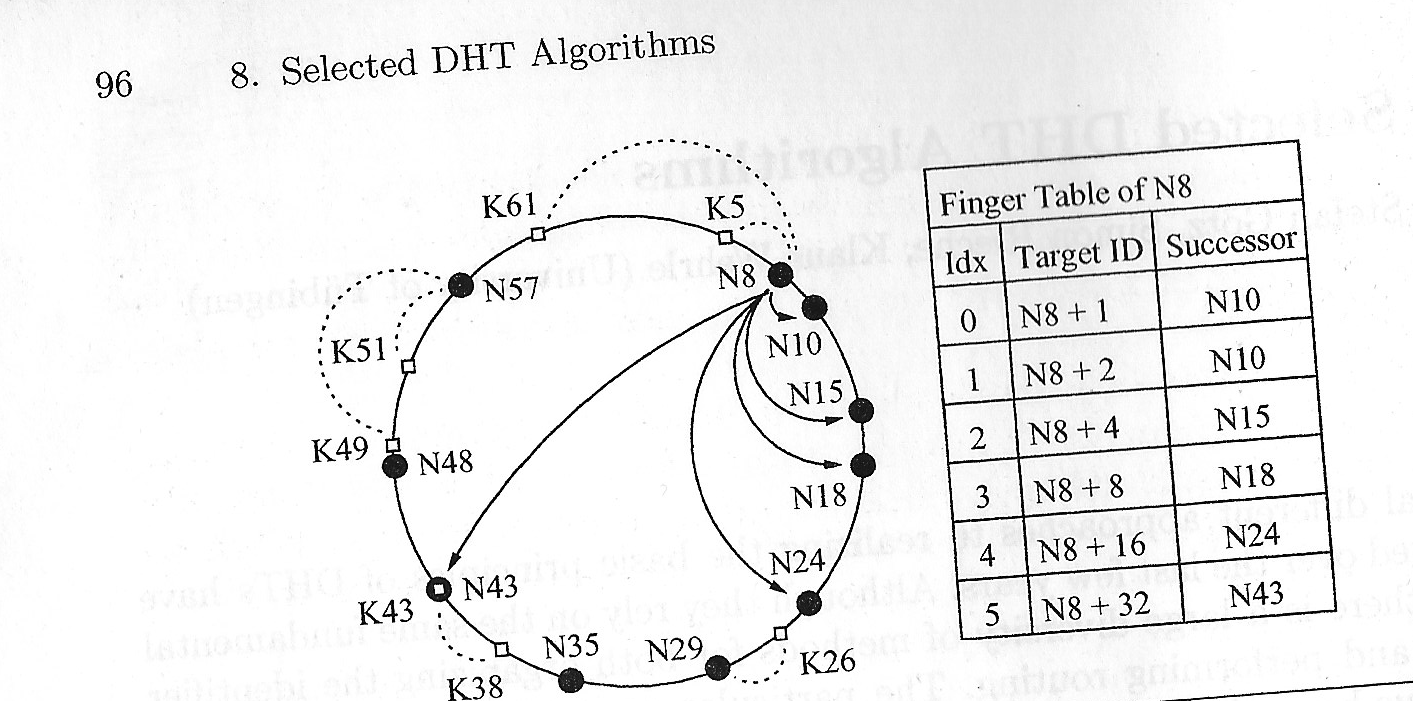 96 8. Selected DHT Algorithms
K61
K5
N8
N57
N10
K51
N15
K49
N48
N18
N24
N43
K43
N35
N29
K26
K38
Finger Table of N8
Idx Target ID Successor
0 N8 + 1 N10
1 N8 + 2 N10
2 N8 + 4 N15
3 N8 + 8 N18
4 N8 + 16 N24
5 N8 + 32 N43